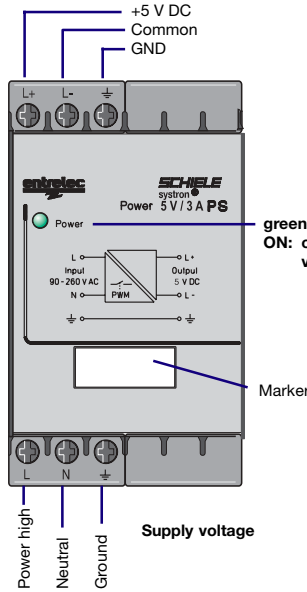 +5 V DC
Common
GND
L+ L-
entrelec SCHIELE
systron
Power 5 V / 3 A PS
Power
green
ON:
L L+
Input Output
90 - 260 V AC 5 V DC
N PWM L -
Marker
L N
Power high
Neutral
Ground
Supply voltage